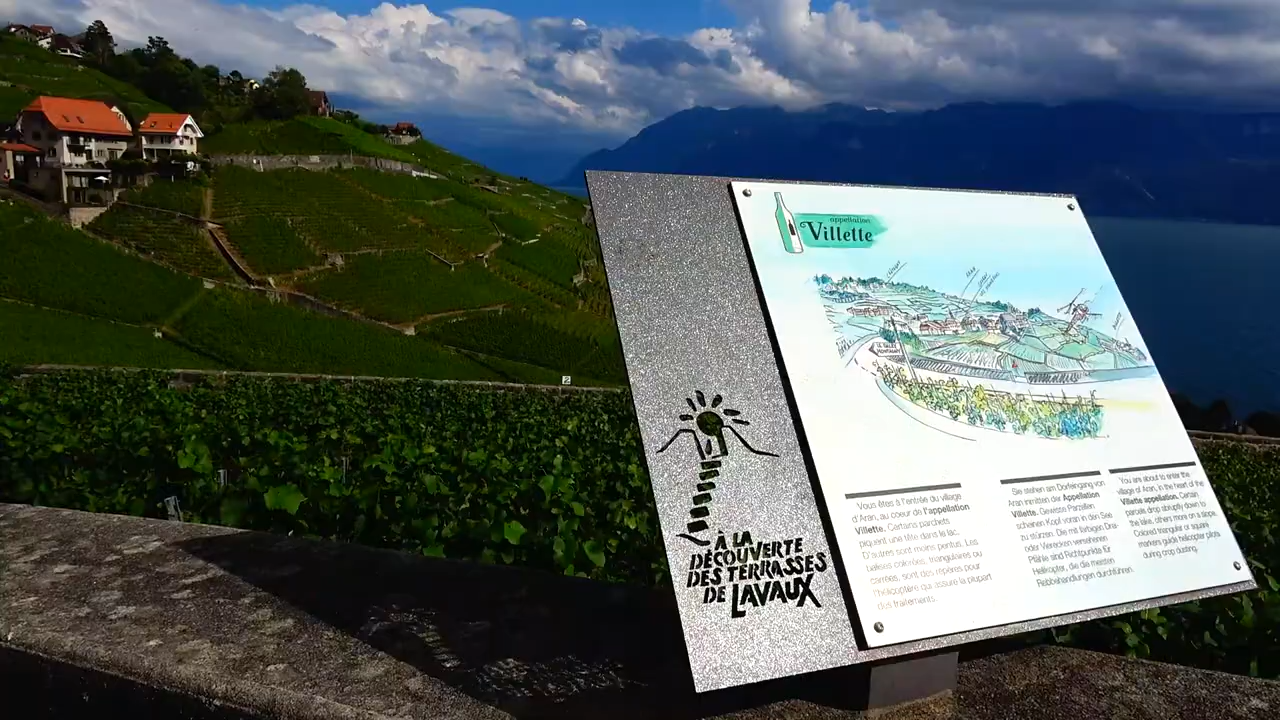 appellation
Villette
À LA
DÉCOUVERTE
DES TERRASSES
DE LAVAUX
Vous êtes à l'entrée du village
d'Aran, au coeur de l'appellation
Villette. Certains parchets
piquent une tête dans le lac.
D'autres sont moins pentus. Les
balises colorées, triangulaires ou
carrées, sont des repères pour
l'hélicoptère qui assure la plupart
des traitements.
Sie stehen am Dorfeingang von
Aran inmitten der Appellation
Villette. Gewisse Parzellen
scheinen Kopf voran in den See
zu stürzen. Die mit farbigen Dra-
oder Vierecken versehenen
Pfähle sind Richtpunkte für
Helikopter, die die meisten
Rebbehandlungen durchführen.
You are about to enter the
village of Aran, in the heart of the
Villette appellation. Certain
parcels drop abruptly down to
the lake, others more on a slope.
Colored triangular or square
markers guide helicopter pilots
during crop dusting.